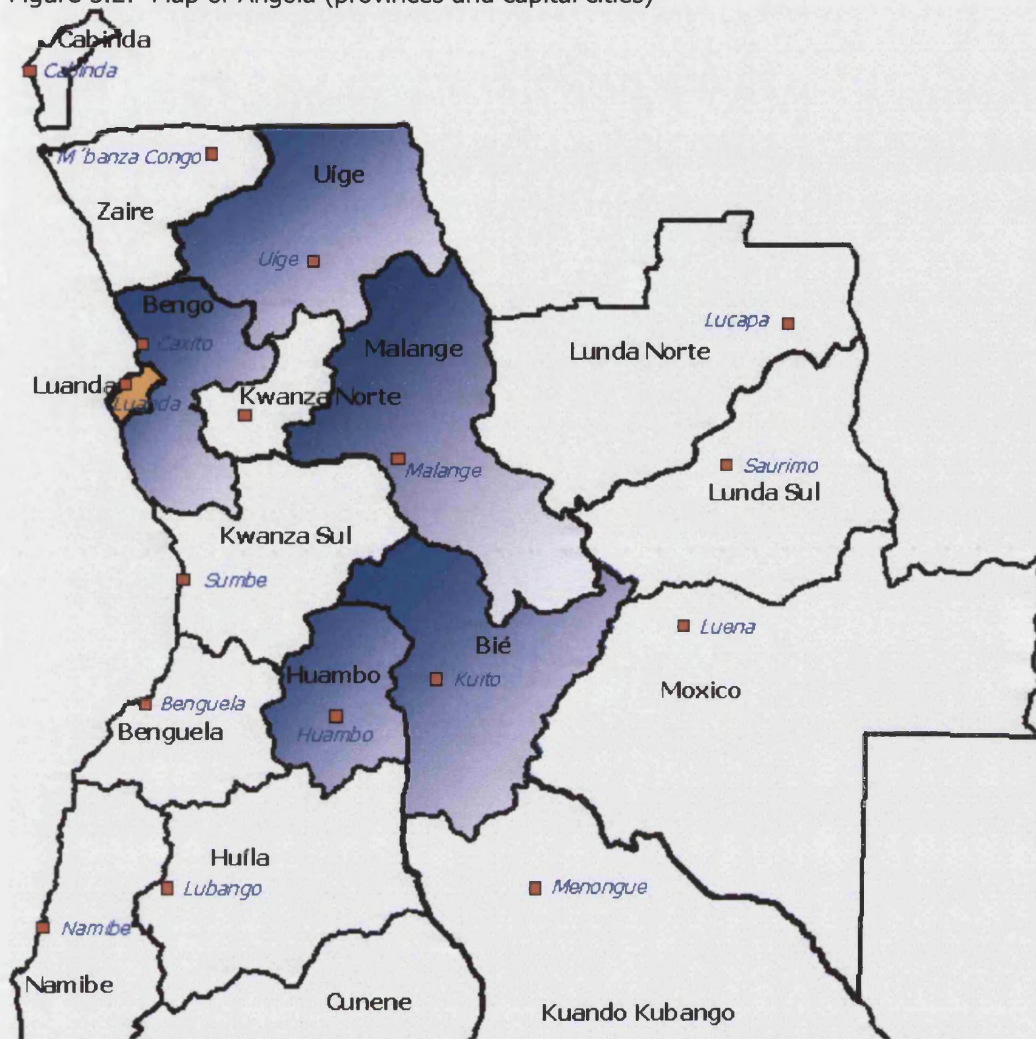 Figure 3.2. Map of Angola (provinces and capital cities)
Cabinda
Cabinda
M´banza Congo
Uíge
Zaire
Uíge
Bengo
Caxito
Lucapa
Malange
Lunda Norte
Luanda
Luanda
Kwanza Norte
Malange
Saurimo
Lunda Sul
Kwanza Sul
Sumbe
Luena
Bié
Huambo
Kuito
Moxico
Benguela
Benguela
Huambo
Huíla
Lubango
Menongue
Namibe
Namibe
Cunene
Kuando Kubango